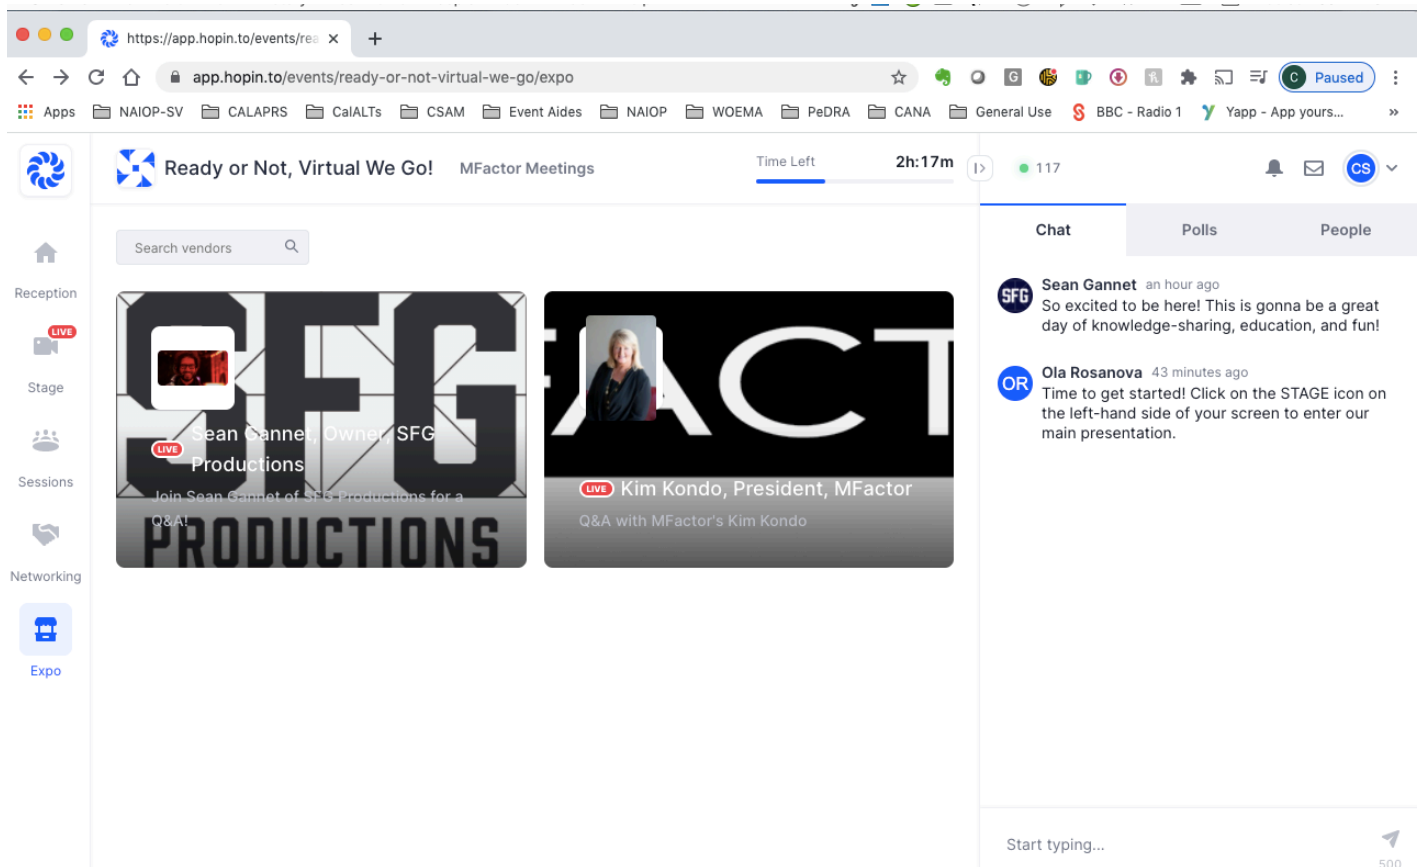 https://app.hopin.to/events/rea
app.hopin.to/events/ready-or-not-virtual-we-go/expo
G
C Paused
Apps NAIOP-SV CALAPRS CalALTs CSAM Event Aides NAIOP WOEMA PeDRA CANA General Use BBC - Radio 1 Yapp - App yours... »
Ready or Not, Virtual We Go! MFactor Meetings Time Left 2h:17m
117
CS
Chat Polls People
Search vendors
Reception
LIVE
Stage
Sessions
Networking
Expo
SFG
PRODUCTIONS
LIVE
Sean Gannet, Owner, SFG
Productions
Join Sean Gannet of SFG Productions for a
Q&A!
FACT
LIVE Kim Kondo, President, MFactor
Q&A with MFactor's Kim Kondo
SFG
Sean Gannet an hour ago
So excited to be here! This is gonna be a great
day of knowledge-sharing, education, and fun!
OR
Ola Rosanova 43 minutes ago
Time to get started! Click on the STAGE icon on
the left-hand side of your screen to enter our
main presentation.
Start typing...
500